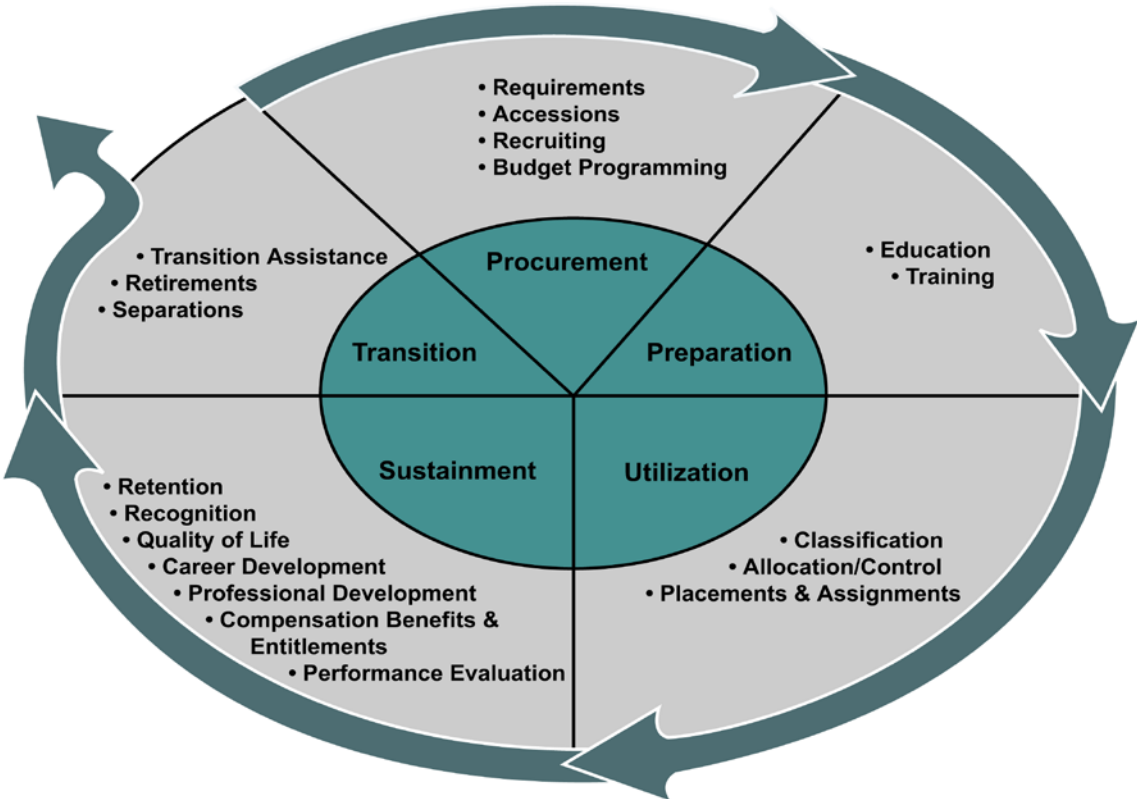 • Requirements
• Accessions
• Recruiting
• Budget Programming
Procurement
• Education
• Training
Preparation
Utilization
• Classification
• Allocation/Control
• Placements & Assignments
Sustainment
• Retention
• Recognition
• Quality of Life
• Career Development
• Professional Development
• Compensation Benefits &
Entitlements
• Performance Evaluation
Transition
• Transition Assistance
• Retirements
• Separations